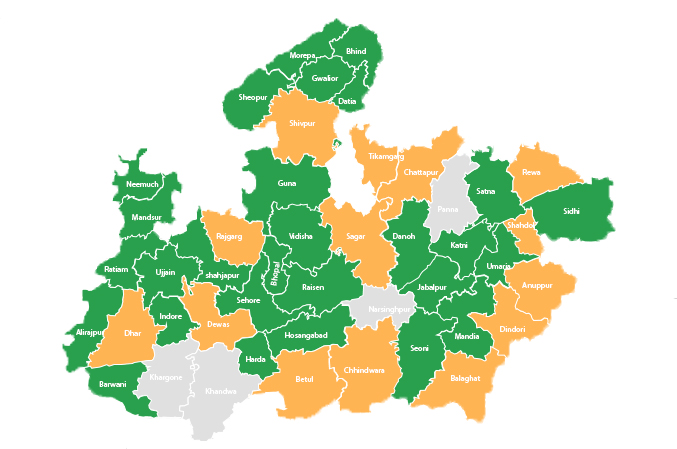 Morepa
Bhind
Gwalior
Sheopur
Datia
Shivpur
Tikamgarg
Chattapur
Rewa
Neemuch
Guna
Satna
Panna
Sidhi
Mandsur
Shahdol
Rajgarg
Vidisha
Sagar
Danoh
Katni
Ratlam
Ujjain
shahjapur
Bhopal
Umaria
Raisen
Jabalpur
Anuppur
Sehore
Narsinghpur
Indore
Dewas
Alirajpur
Dhar
Hosangabad
Mandia
Dindori
Seoni
Harda
Khargone
Chhindwara
Barwani
Khandwa
Betul
Balaghat